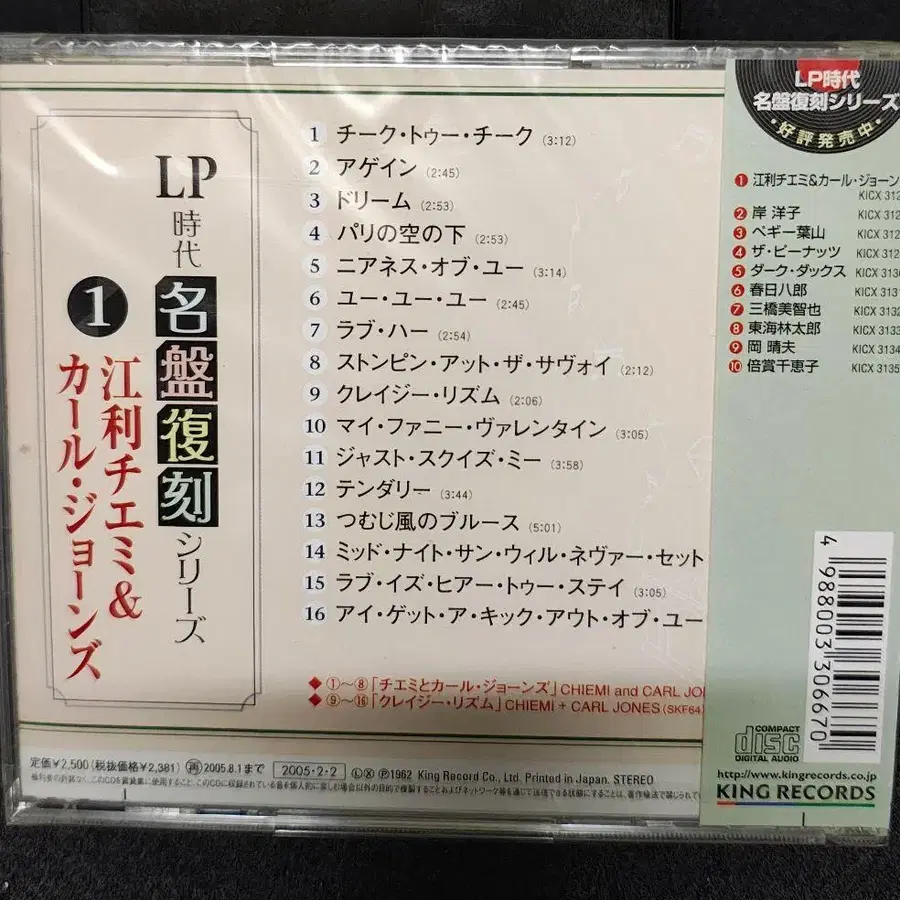 LP時代
名盤復刻
シリーズ
1
江利チエミ&
カール・ジョーンズ
1 チーク・トゥー・チーク (3:12)
2 アゲイン (2:45)
3 ドリーム (2:53)
4 パリの空の下 (2:53)
5 ニアネス・オブ・ユー (3:14)
6 ユー・ユー・ユー (2:45)
7 ラブ・ハー (2:54)
8 ストンピン・アット・ザ・サヴォイ (2:12)
9 クレイジー・リズム (2:06)
10 マイ・ファニー・ヴァレンタイン (3:05)
11 ジャスト・スクイズ・ミー (3:58)
12 テンダリー (3:44)
13 つむじ風のブルース (5:01)
14 ミッド・ナイト・サン・ウィル・ネヴァー・セット
15 ラブ・イズ・ヒアー・トゥー・ステイ (3:05)
16 アイ・ゲット・ア・キック・アウト・オブ・ユー
◆①〜⑧「チエミとカール・ジョーンズ」CHIEMI and CARL JO
◆⑨〜⑯「クレイジー・リズム」CHIEMI + CARL JONES (SKF64)
定価¥2,500(税抜価格¥2,381) 再2005.8.1まで 2005・2・2 ⓁⓍⓅ1962 King Record Co., Ltd. Printed in Japan. STEREO
LP時代
名盤復刻シリーズ
・好評発売中・
1 江利チエミ&カール・ジョーン
KICX 312
2 岸 洋子 KICX 312
3 ペギー葉山 KICX 312
4 ザ・ピーナッツ KICX 312
5 ダーク・ダックス KICX 3130
6 春日八郎 KICX 3131
7 三橋美智也 KICX 3132
8 東海林太郎 KICX 3133
9 岡 晴夫 KICX 3134
10 倍賞千恵子 KICX 3135
4 988003 306670
COMPACT
disc
DIGITAL AUDIO
http://www.kingrecords.co.jp
KING RECORDS